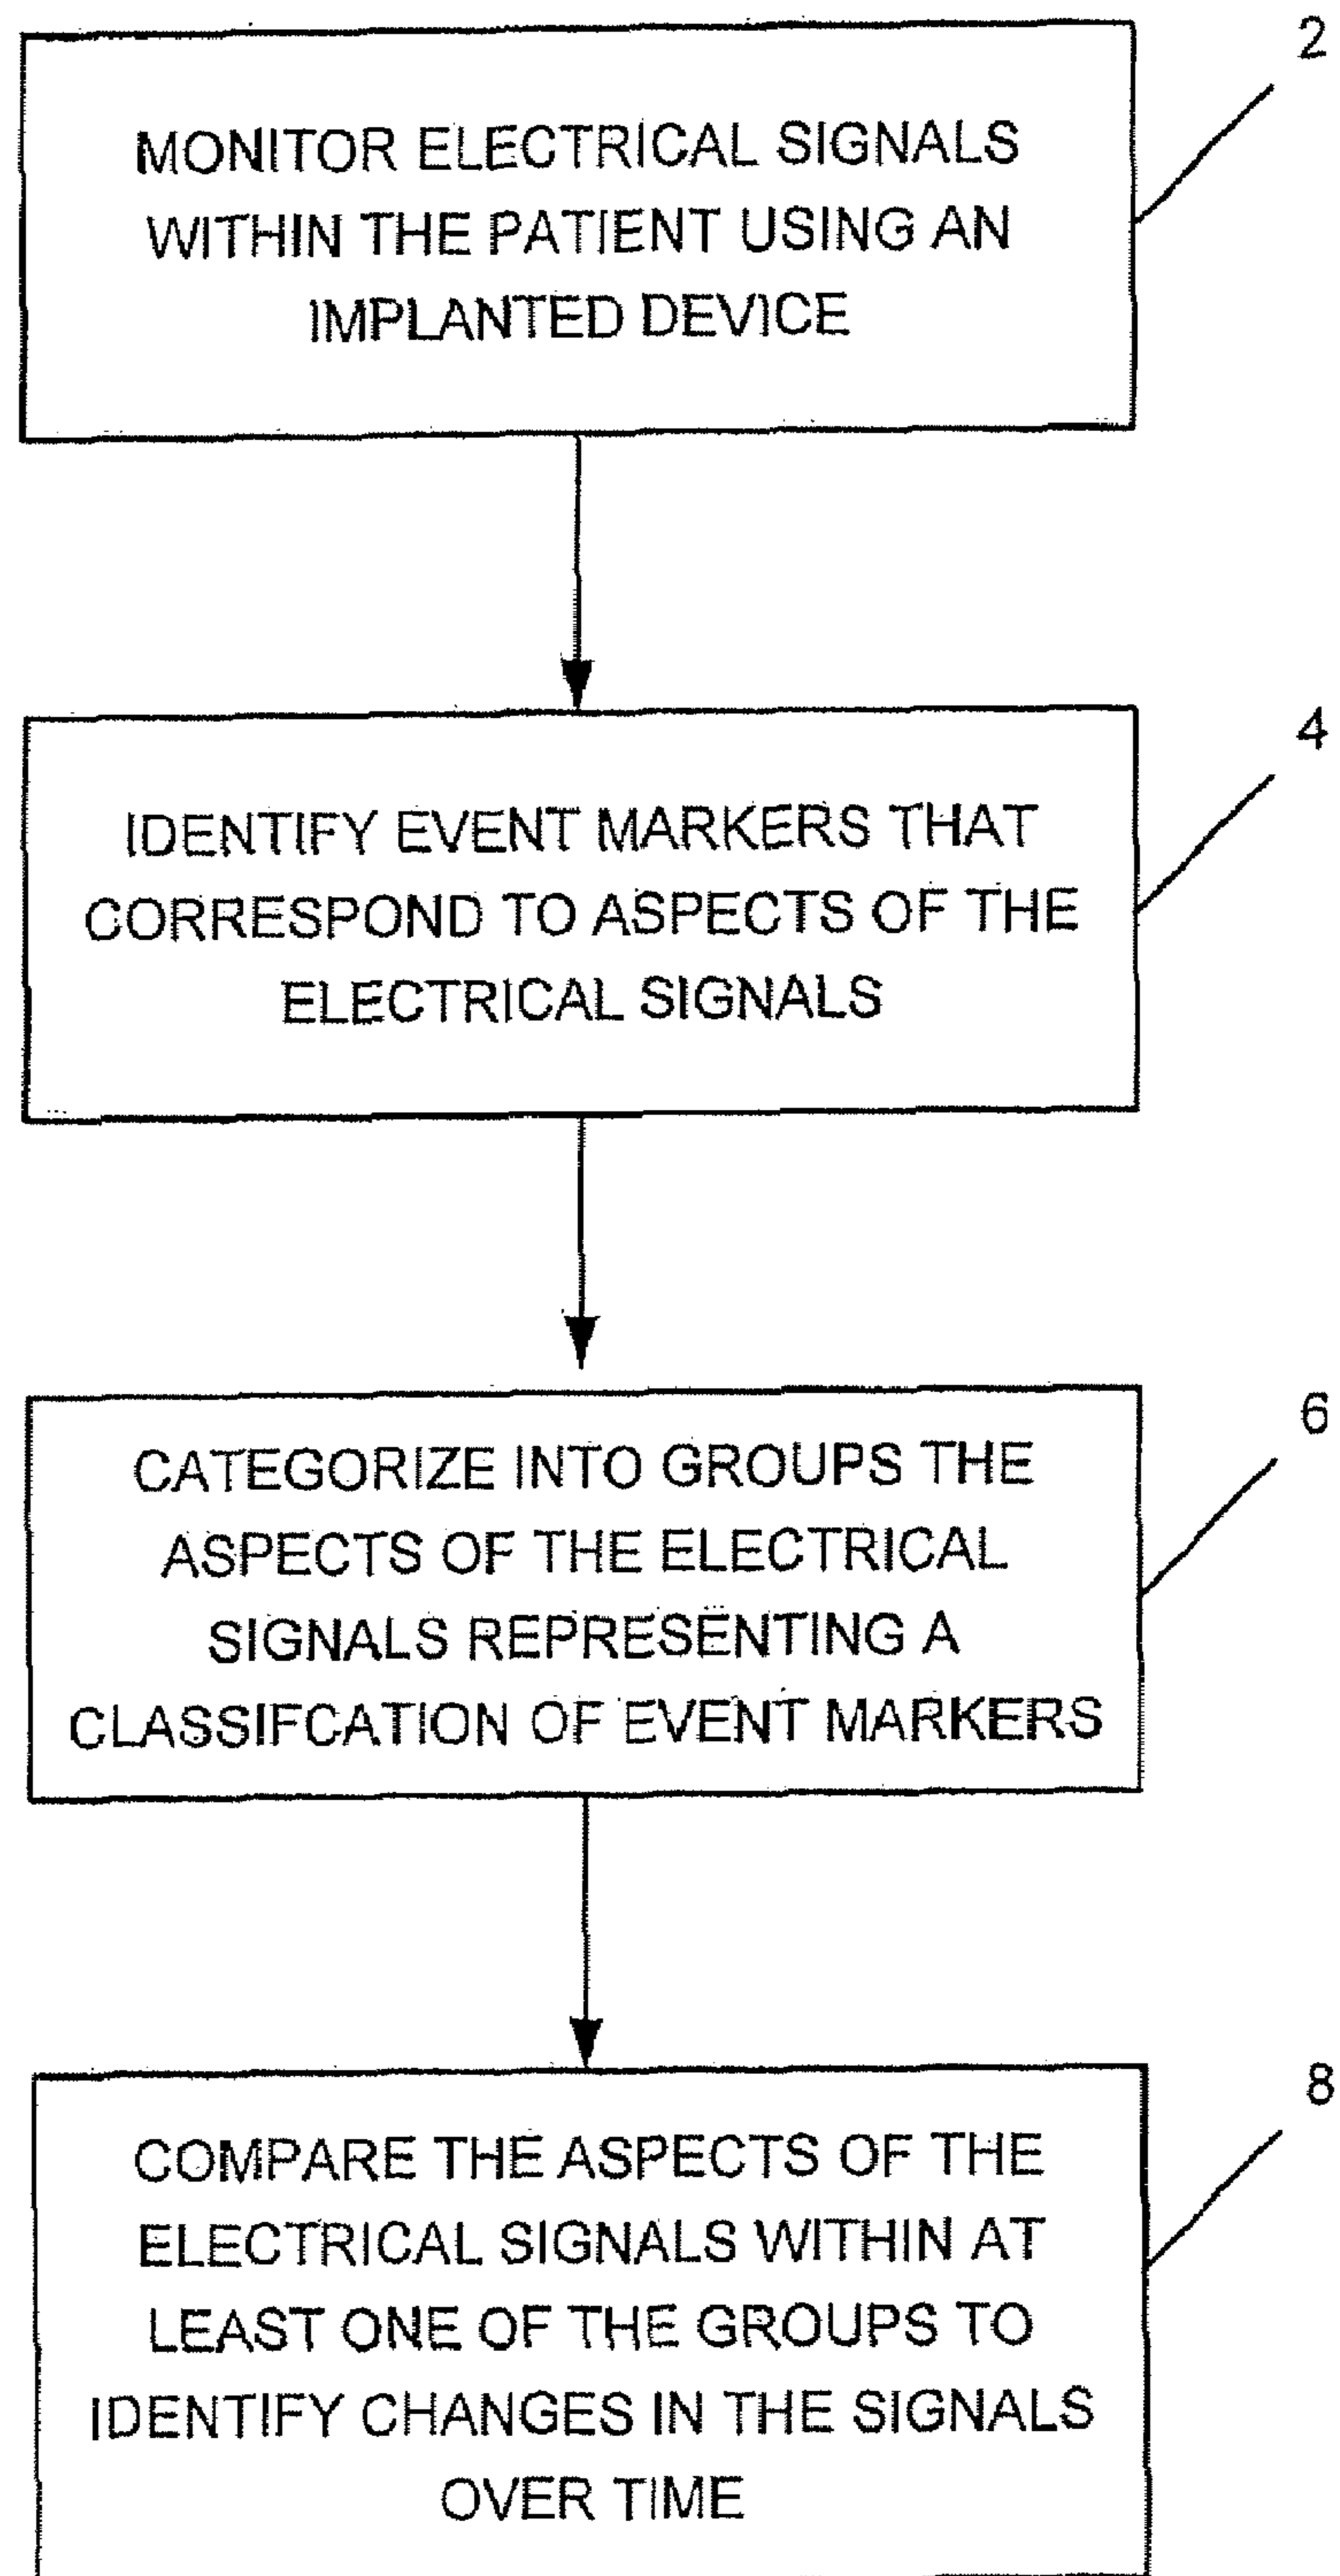 2
MONITOR ELECTRICAL SIGNALS
WITHIN THE PATIENT USING AN
IMPLANTED DEVICE
4
IDENTIFY EVENT MARKERS THAT
CORRESPOND TO ASPECTS OF THE
ELECTRICAL SIGNALS
6
CATEGORIZE INTO GROUPS THE
ASPECTS OF THE ELECTRICAL
SIGNALS REPRESENTING A
CLASSIFCATION OF EVENT MARKERS
8
COMPARE THE ASPECTS OF THE
ELECTRICAL SIGNALS WITHIN AT
LEAST ONE OF THE GROUPS TO
IDENTIFY CHANGES IN THE SIGNALS
OVER TIME